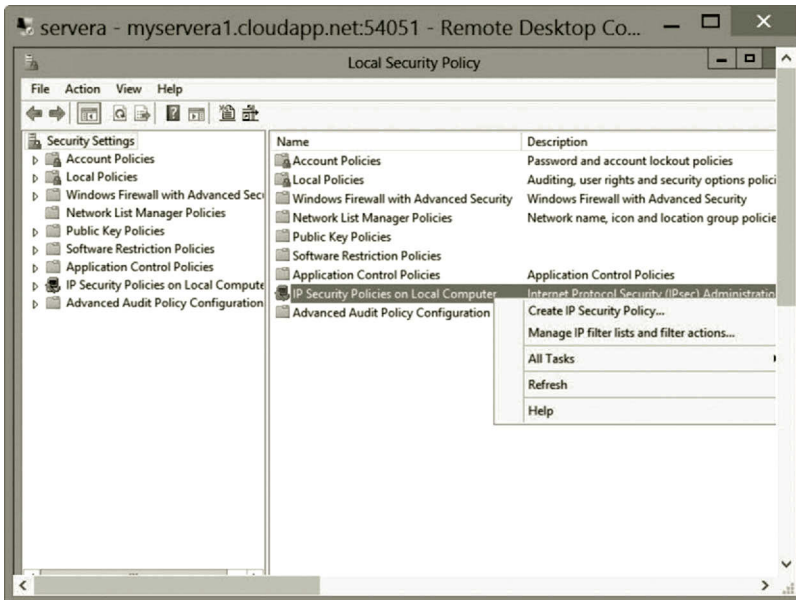 servera - myservera1.cloudapp.net:54051 - Remote Desktop Co...
Local Security Policy
File Action View Help
Security Settings
Account Policies
Local Policies
Windows Firewall with Advanced Secu
Network List Manager Policies
Public Key Policies
Software Restriction Policies
Application Control Policies
IP Security Policies on Local Compute
Advanced Audit Policy Configuration
Name Description
Account Policies Password and account lockout policies
Local Policies Auditing, user rights and security options polici
Windows Firewall with Advanced Security Windows Firewall with Advanced Security
Network List Manager Policies Network name, icon and location group policie
Public Key Policies
Software Restriction Policies
Application Control Policies Application Control Policies
IP Security Policies on Local Computer Internet Protocol Security (IPsec) Administratio
Advanced Audit Policy Configuration
Create IP Security Policy...
Manage IP filter lists and filter actions...
All Tasks
Refresh
Help